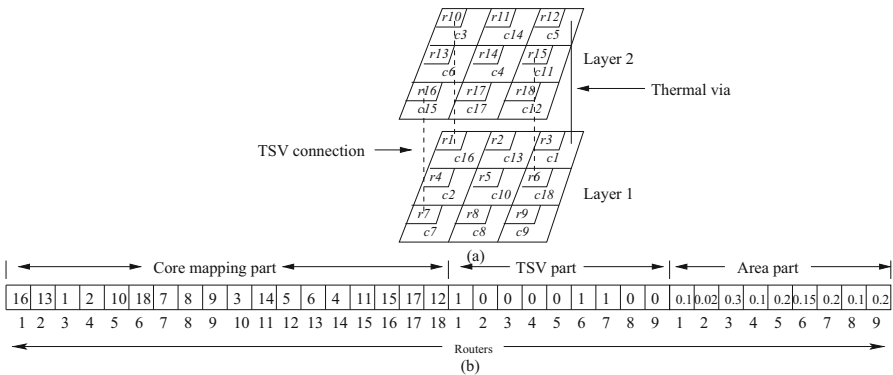 r10 r11 r12
c3 c14 c5
r13 r14 r15 Layer 2
c6 c4 c11
r16 r17 r18 Thermal via
c15 c17 c12
r1 r2 r3
TSV connection c16 c13 c1
r4 r5 r6
c2 c10 c18 Layer 1
r7 r8 r9
c7 c8 c9
(a)
Core mapping part TSV part Area part
16 13 1 2 10 18 7 8 9 3 14 5 6 4 11 15 17 12 1 0 0 0 0 1 1 0 0 0.1 0.02 0.3 0.1 0.2 0.15 0.2 0.1 0.2
1 2 3 4 5 6 7 8 9 10 11 12 13 14 15 16 17 18 1 2 3 4 5 6 7 8 9 1 2 3 4 5 6 7 8 9
Routers
(b)